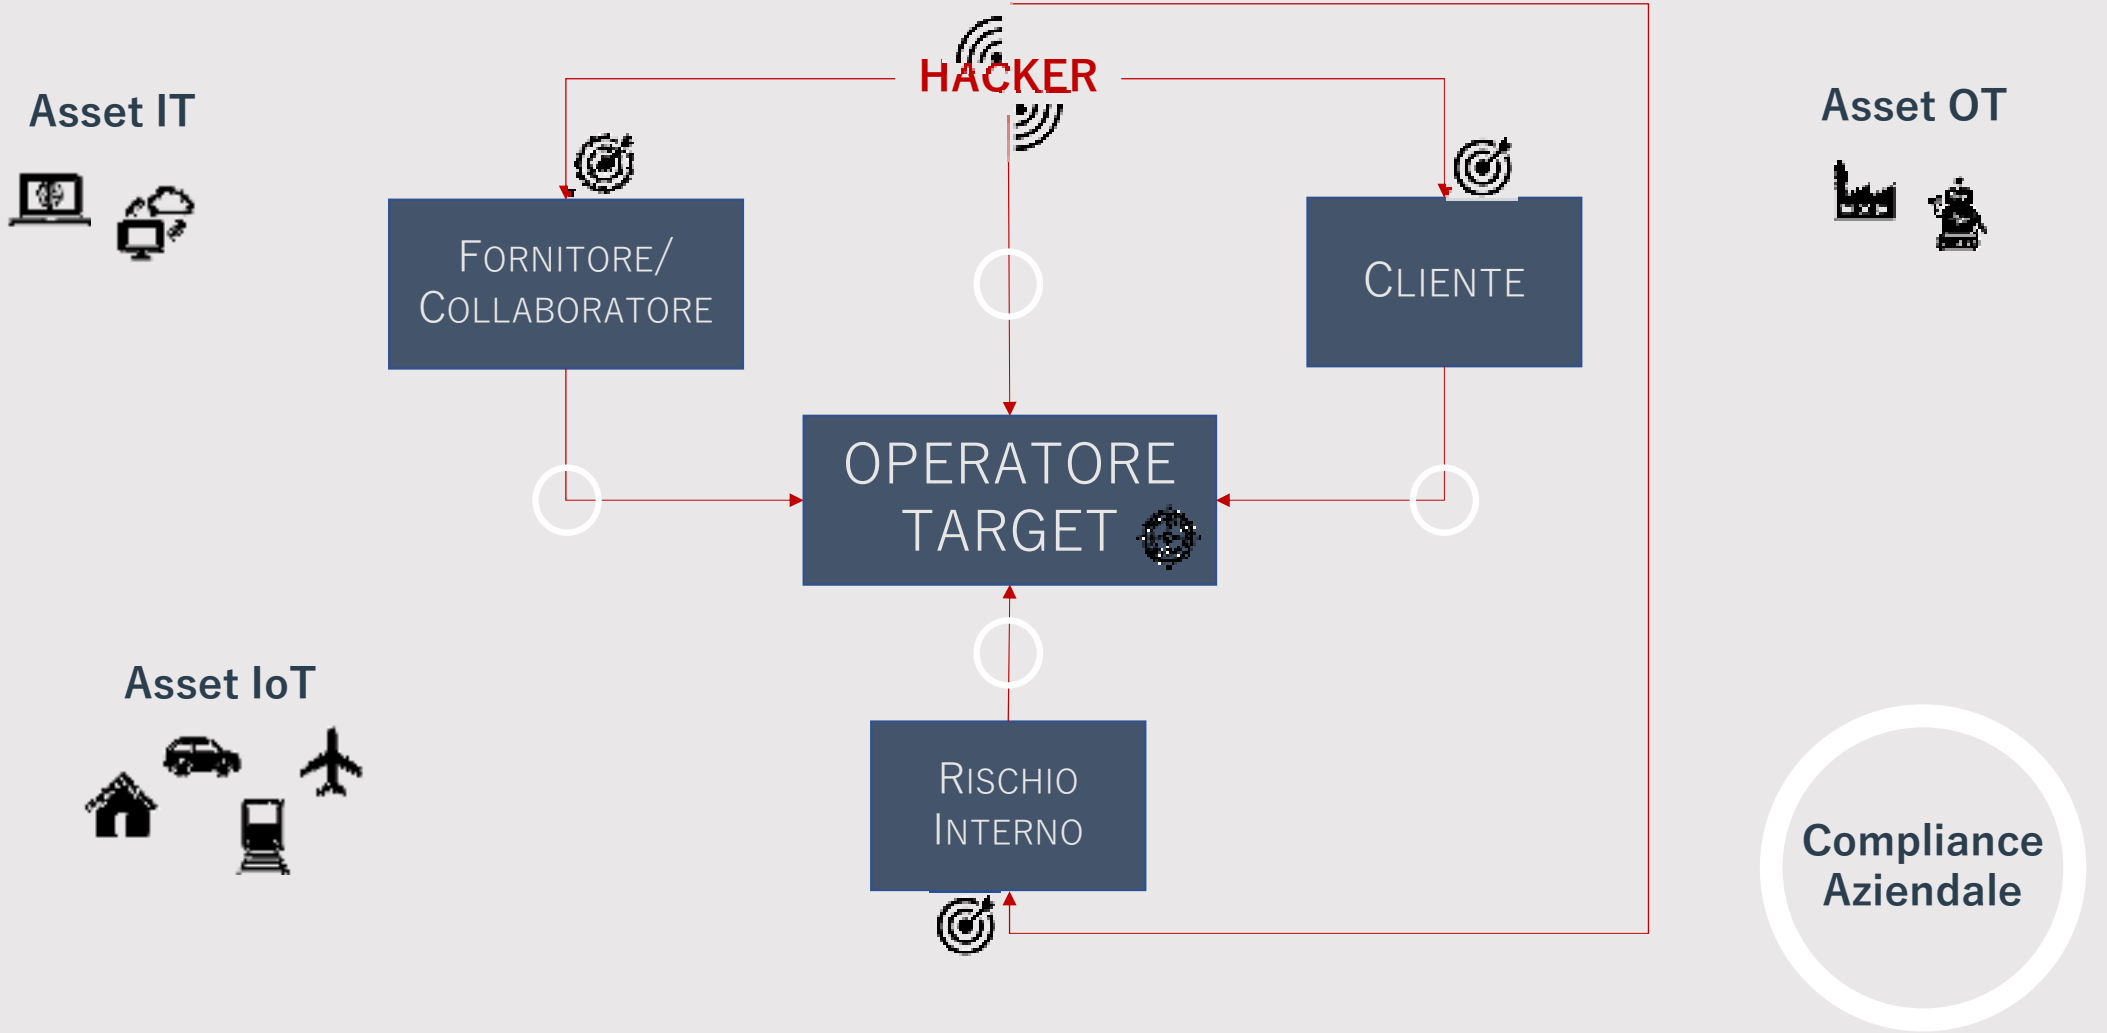 HACKER
Asset IT
Asset OT
FORNITORE/
COLLABORATORE
CLIENTE
OPERATORE
TARGET
Asset IoT
RISCHIO
INTERNO
Compliance
Aziendale